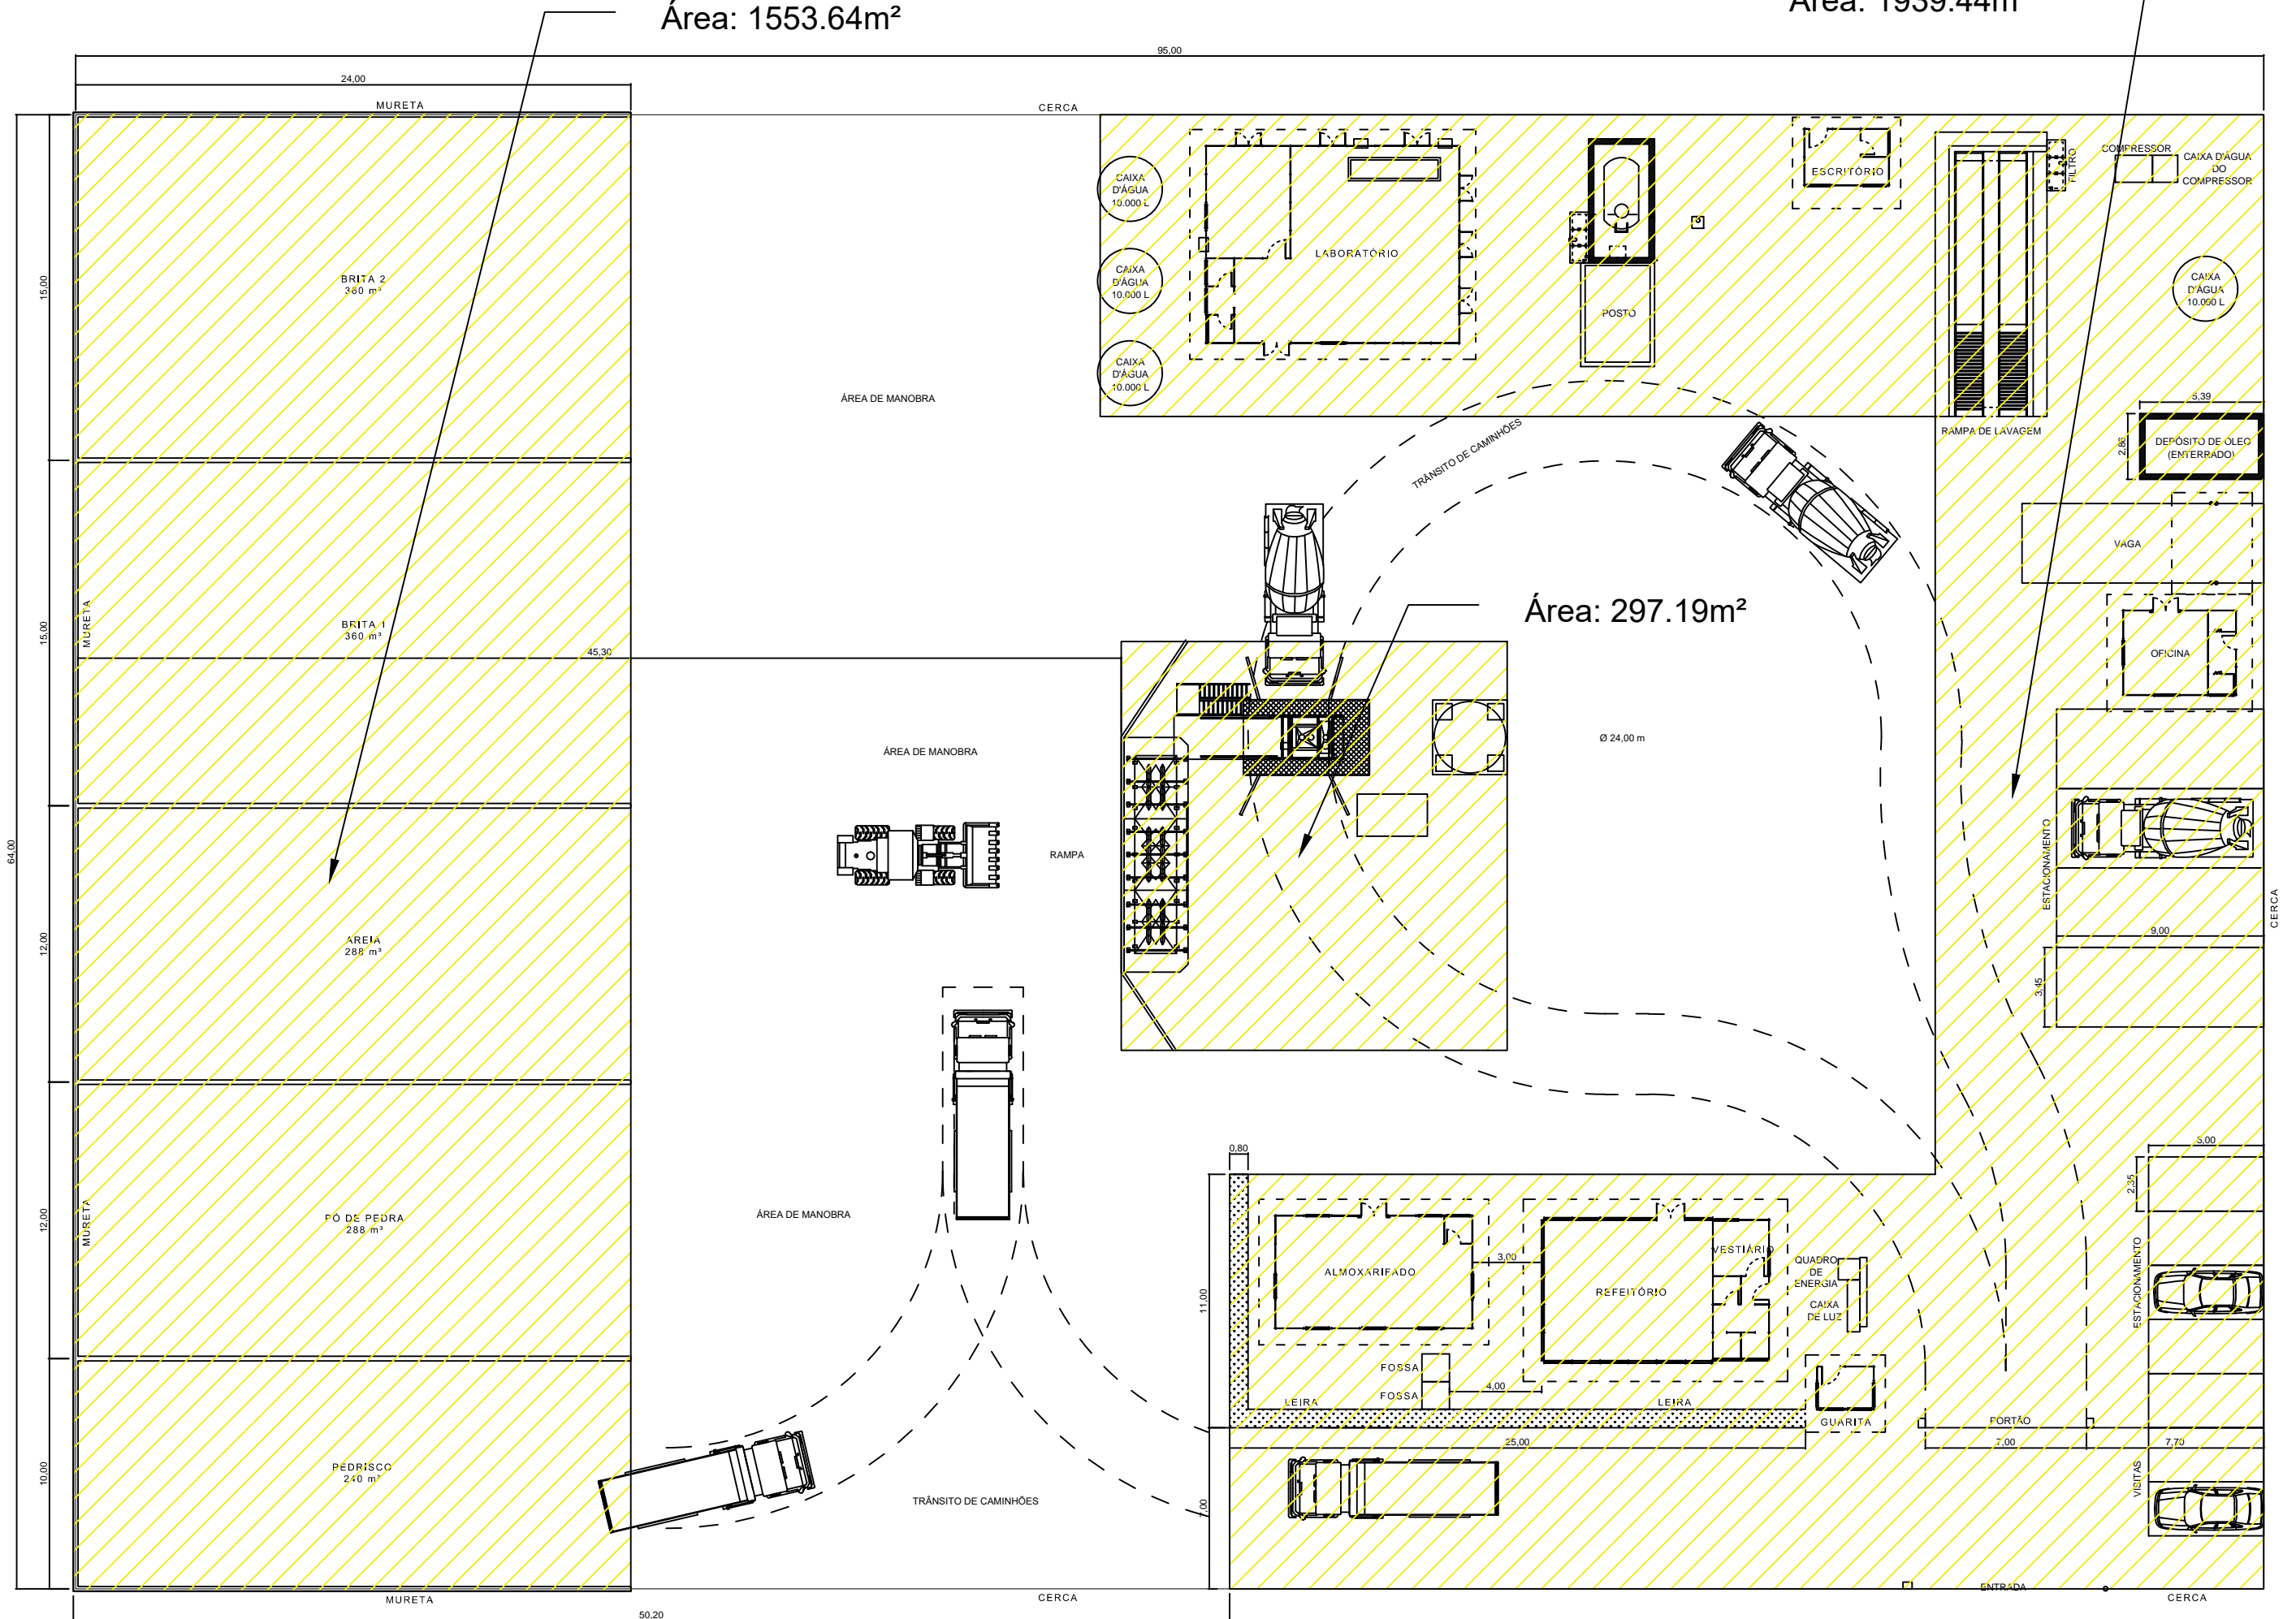 Área: 1553.64m²
Área: 1939.44m²
95,00
24,00
MURETA
CERCA
COMPRESSOR
CAIXA D'ÁGUA
DO
COMPRESSOR
FILTRO
ESCRITÓRIO
CAIXA
D'ÁGUA
10.000 L
LABORATÓRIO
CAIXA
D'ÁGUA
10.000 L
CAIXA
D'ÁGUA
10.000 L
POSTO
CAIXA
D'ÁGUA
10.000 L
BRITA 2
360 m³
15,00
ÁREA DE MANOBRA
TRÂNSITO DE CAMINHÕES
RAMPA DE LAVAGEM
5,39
2,86
DEPÓSITO DE ÓLEO
(ENTERRADO)
VAGA
OFICINA
Área: 297.19m²
MURETA
15,00
BRITA 1
360 m³
45,30
ÁREA DE MANOBRA
Ø 24,00 m
64,00
RAMPA
ESTACIONAMENTO
CERCA
9,00
3,45
12,00
AREIA
288 m³
0,80
5,00
2,35
12,00
MURETA
PÓ DE PEDRA
288 m³
ÁREA DE MANOBRA
11,00
ALMOXARIFADO
3,00
REFEITÓRIO
VESTIÁRIO
QUADRO
DE
ENERGIA
CAIXA
DE LUZ
ESTACIONAMENTO
FOSSA
FOSSA
4,00
LEIRA
LEIRA
GUARITA
PORTÃO
25,00
7,00
7,70
10,00
PEDRISCO
240 m³
TRÂNSITO DE CAMINHÕES
7,00
VISITAS
ENTRADA
MURETA
CERCA
CERCA
50,20